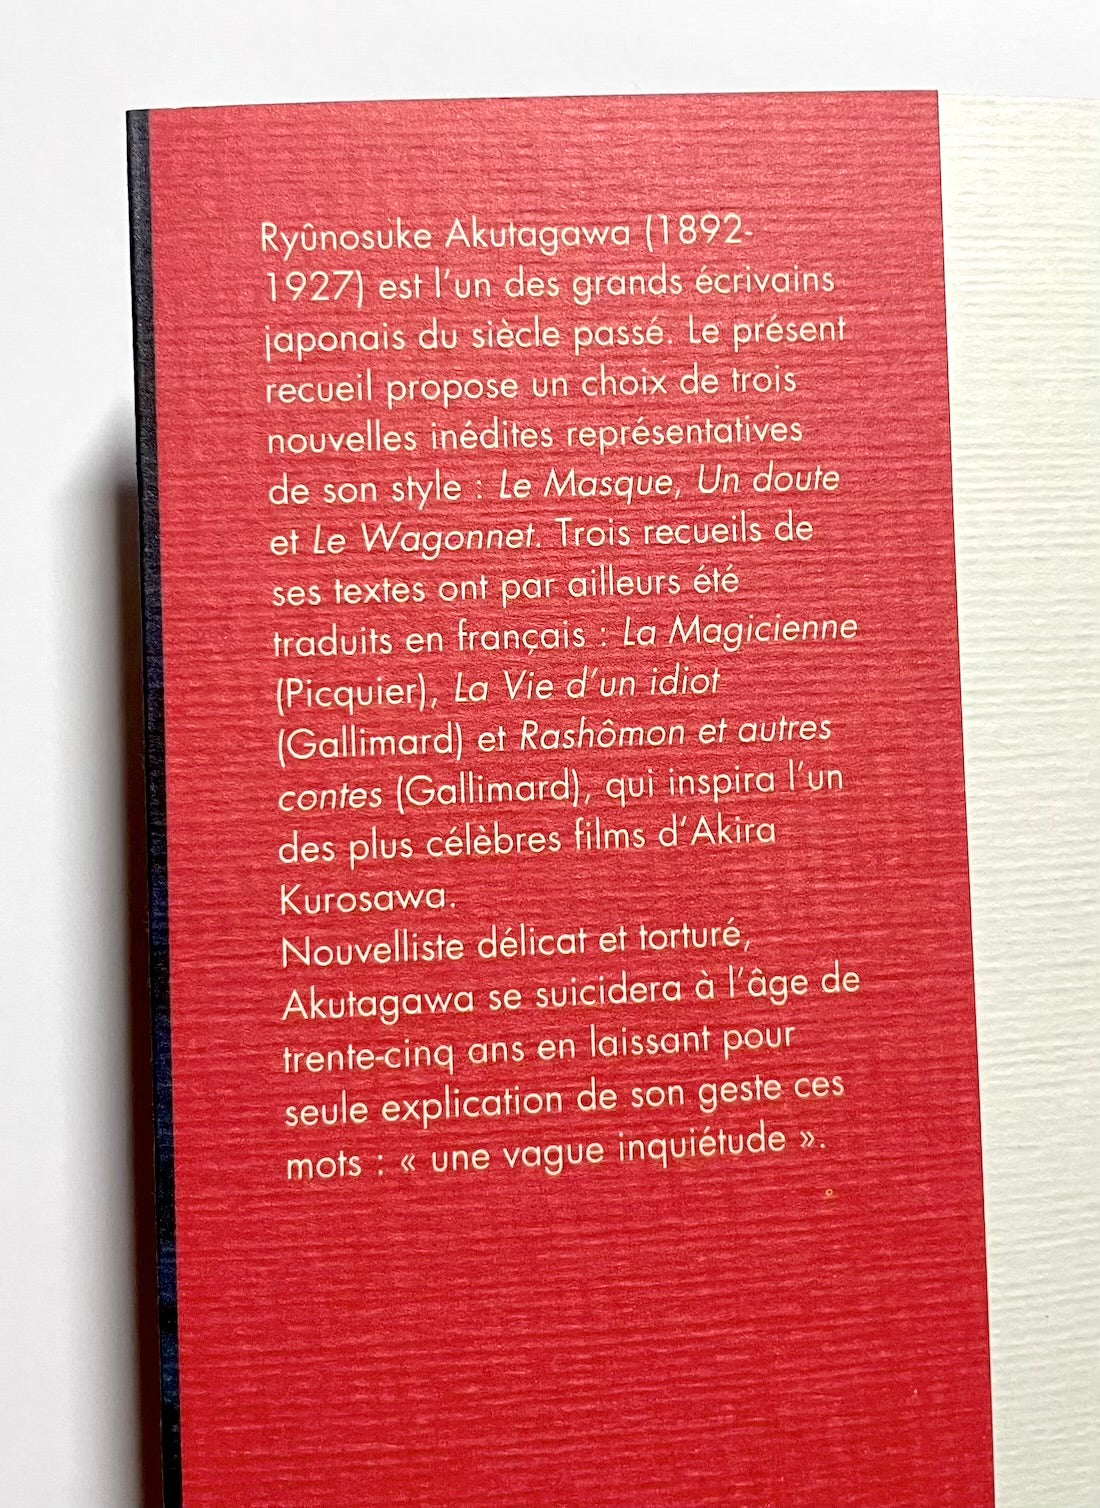 Ryûnosuke Akutagawa (1892-
1927) est l’un des grands écrivains
japonais du siècle passé. Le présent
recueil propose un choix de trois
nouvelles inédites représentatives
de son style : Le Masque, Un doute
et Le Wagonnet. Trois recueils de
ses textes ont par ailleurs été
traduits en français : La Magicienne
(Picquier), La Vie d’un idiot
(Gallimard) et Rashômon et autres
contes (Gallimard), qui inspira l’un
des plus célèbres films d’Akira
Kurosawa.
Nouvelliste délicat et torturé,
Akutagawa se suicidera à l’âge de
trente-cinq ans en laissant pour
seule explication de son geste ces
mots : « une vague inquiétude ».